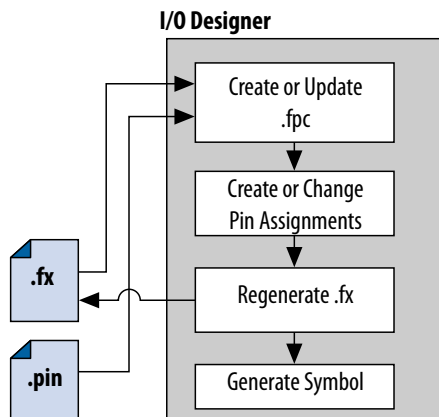 I/O Designer
Create or Update
.fpc
Create or Change
Pin Assignments
.fx
Regenerate .fx
.pin
Generate Symbol